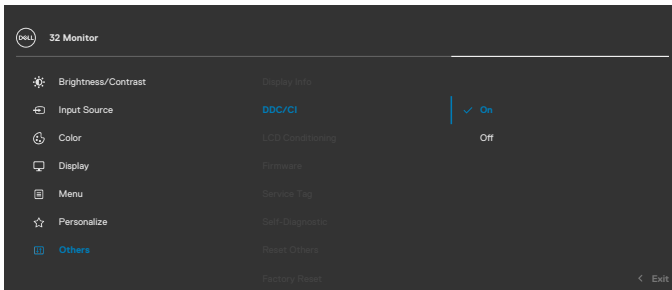 DELL
32 Monitor
Brightness/Contrast
Display Info
Input Source
DDC/CI
On
Color
LCD Conditioning
Off
Display
Firmware
Menu
Service Tag
Personalize
Self-Diagnostic
Others
Reset Others
Factory Reset
Exit